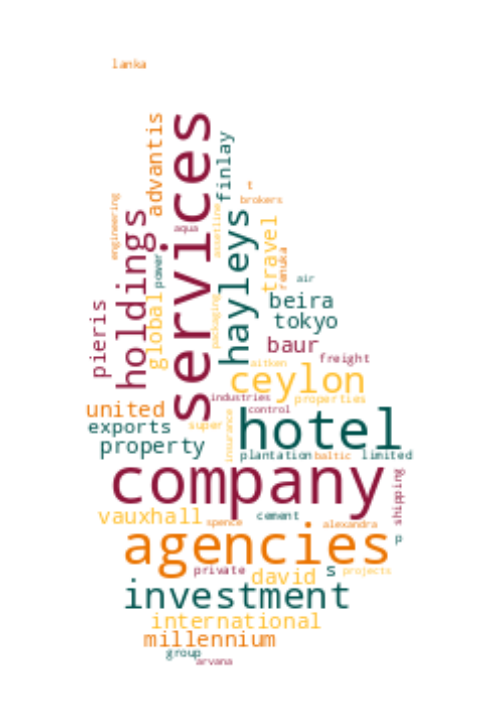 lanka
services
advantis
finlay
t
brokers
engineering
holdings
aqua
assetline
hayleys
travel
power
renuka
air
global
packaging
beira
tokyo
pieris
baur
freight
aitken
ceylon
industries
properties
united
control
exports
super
insurance
hotel
property
plantation
baltic
limited
company
shipping
vauxhall
spence
cement
alexandra
p
agencies
private
david
s
projects
investment
international
millennium
group
arvana